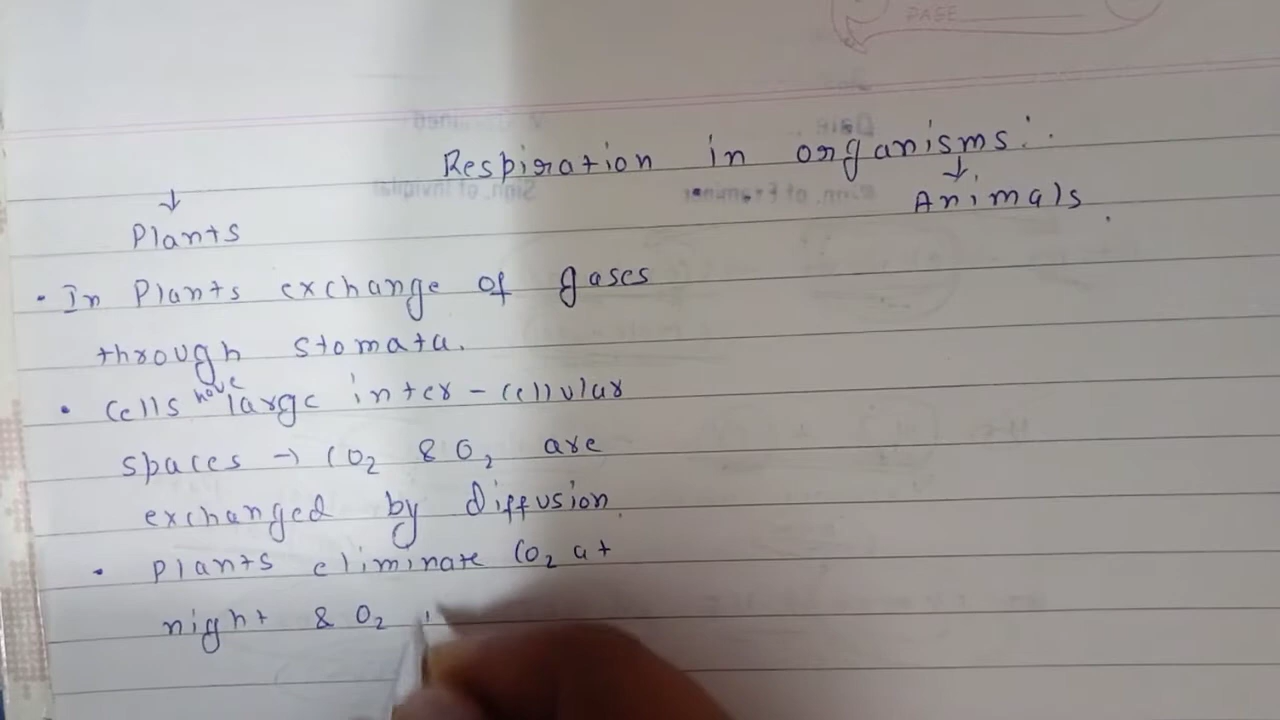 PAGE
Respiration in organisms:
↓ ↓
Plants Animals
• In Plants exchange of gases
through stomata.
• Cells have large inter-cellular
spaces → CO2 & O2 are
exchanged by diffusion.
• Plants eliminate CO2 at
night & O2